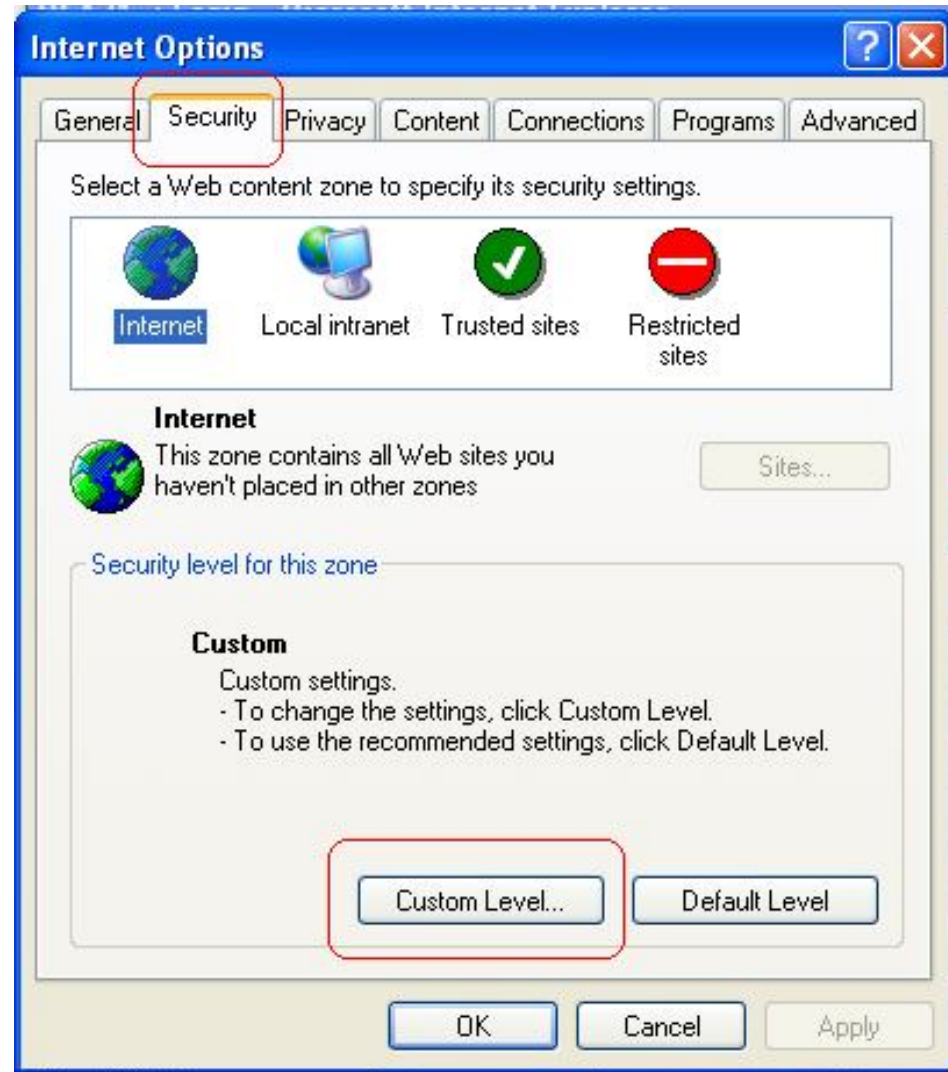 Internet Options
General Security Privacy Content Connections Programs Advanced
Select a Web content zone to specify its security settings.
Internet Local intranet Trusted sites Restricted
sites
Internet
This zone contains all Web sites you
haven't placed in other zones
Sites...
Security level for this zone
Custom
Custom settings.
- To change the settings, click Custom Level.
- To use the recommended settings, click Default Level.
Custom Level... Default Level
OK Cancel Apply